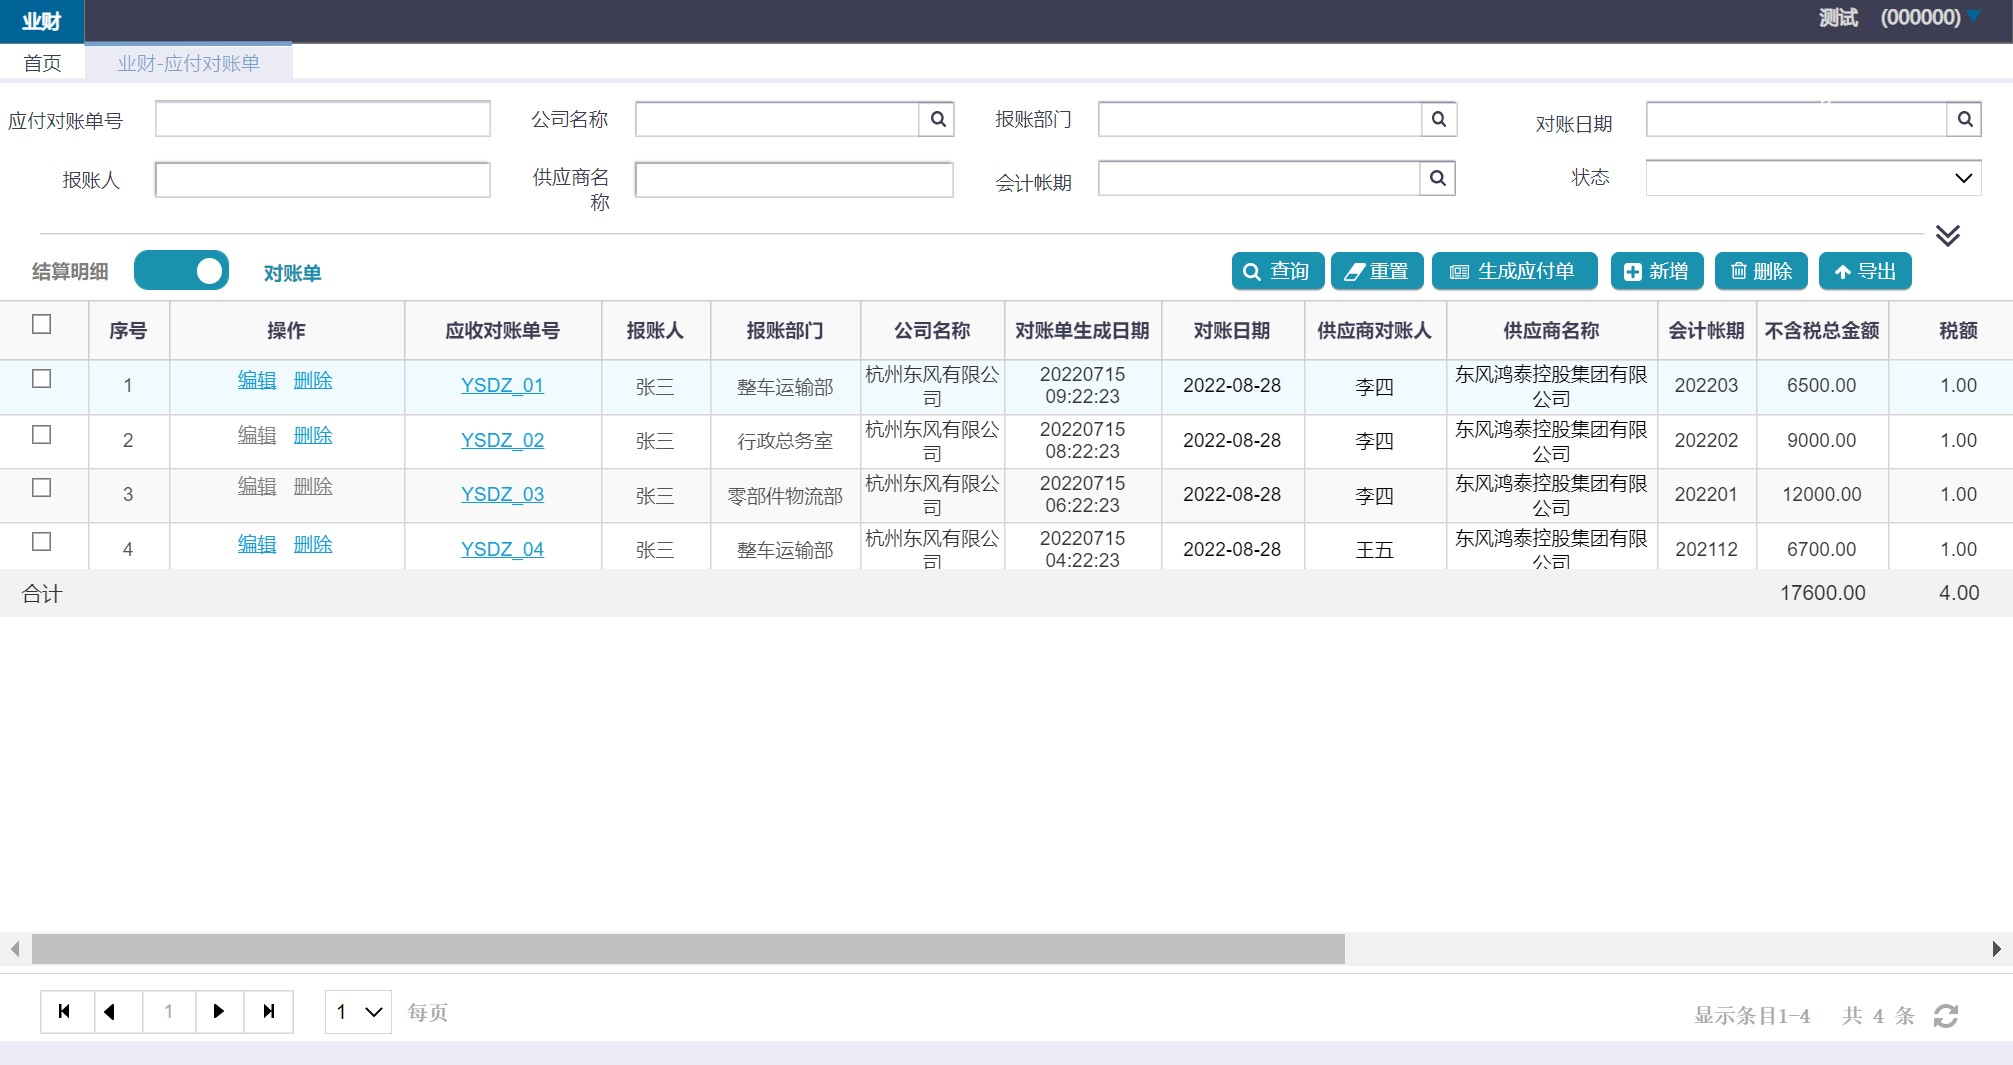 业财
测试 (000000)
首页 业财-应付对账单
应付对账单号 公司名称 报账部门 对账日期
报账人 供应商名称 会计帐期 状态
结算明细 对账单 查询 重置 生成应付单 新增 删除 导出
序号 操作 应收对账单号 报账人 报账部门 公司名称 对账单生成日期 对账日期 供应商对账人 供应商名称 会计帐期 不含税总金额 税额
1 编辑 删除 YSDZ_01 张三 整车运输部 杭州东风有限公司 20220715 09:22:23 2022-08-28 李四 东风鸿泰控股集团有限公司 202203 6500.00 1.00
2 编辑 删除 YSDZ_02 张三 行政总务室 杭州东风有限公司 20220715 08:22:23 2022-08-28 李四 东风鸿泰控股集团有限公司 202202 9000.00 1.00
3 编辑 删除 YSDZ_03 张三 零部件物流部 杭州东风有限公司 20220715 06:22:23 2022-08-28 李四 东风鸿泰控股集团有限公司 202201 12000.00 1.00
4 编辑 删除 YSDZ_04 张三 整车运输部 杭州东风有限公司 20220715 04:22:23 2022-08-28 王五 东风鸿泰控股集团有限公司 202112 6700.00 1.00
合计 17600.00 4.00
1 1 每页 显示条目1-4 共 4 条